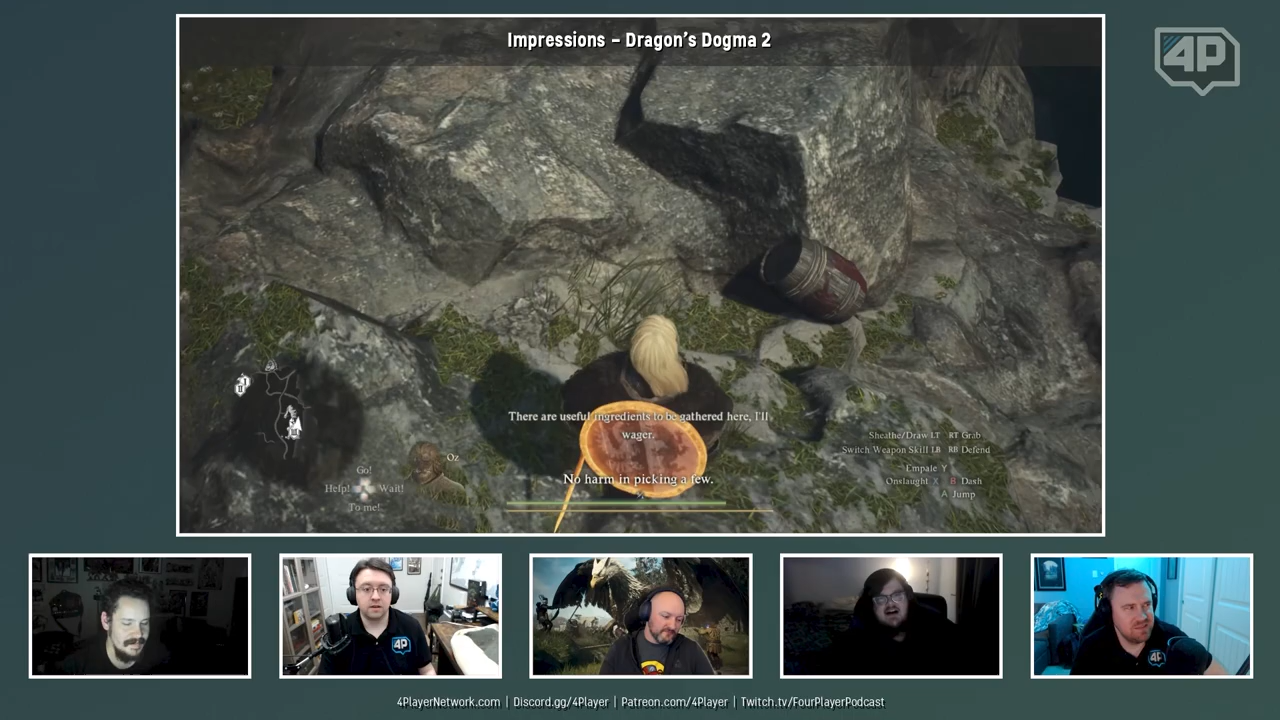 Impressions – Dragon's Dogma 2
4P
There are useful ingredients to be gathered here, I'll
wager.
No harm in picking a few.
Oz
Go!
Help! Wait!
To me!
Sheathe/Draw LT RT Grab
Switch Weapon Skill LB RB Defend
Empale Y
Onslaught X B Dash
A Jump
4P
4P
4PlayerNetwork.com | Discord.gg/4Player | Patreon.com/4Player | Twitch.tv/FourPlayerPodcast